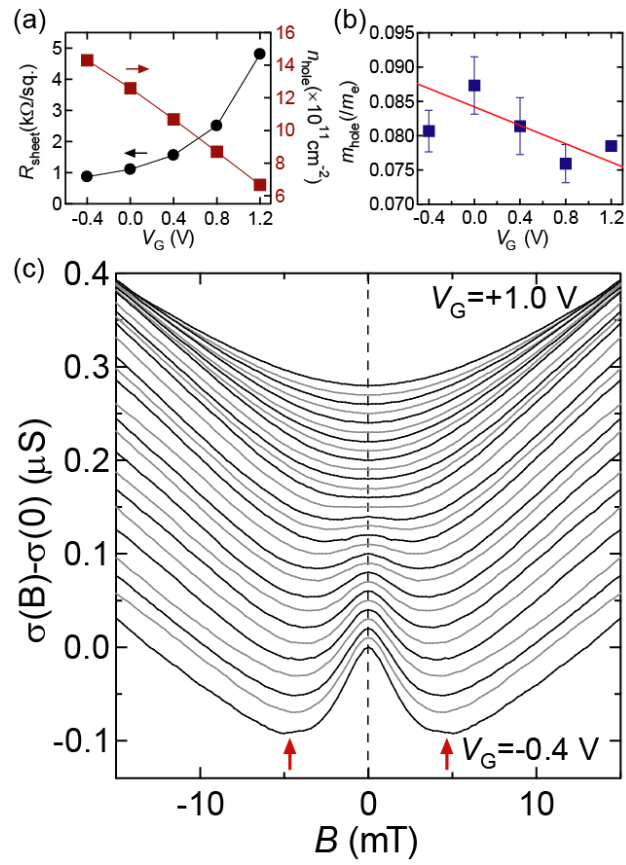 (a)
R_sheet(kΩ/sq.)
5
4
3
2
1
0
16
14
12
10
8
6
n_hole(×10^11 cm^-2)
-0.4 0.0 0.4 0.8 1.2
V_G (V)
(b)
m_hole(/m_e)
0.095
0.090
0.085
0.080
0.075
0.070
-0.4 0.0 0.4 0.8 1.2
V_G (V)
(c)
σ(B)-σ(0) (μS)
0.4
0.3
0.2
0.1
0.0
-0.1
V_G=+1.0 V
V_G=-0.4 V
-10 0 10
B (mT)